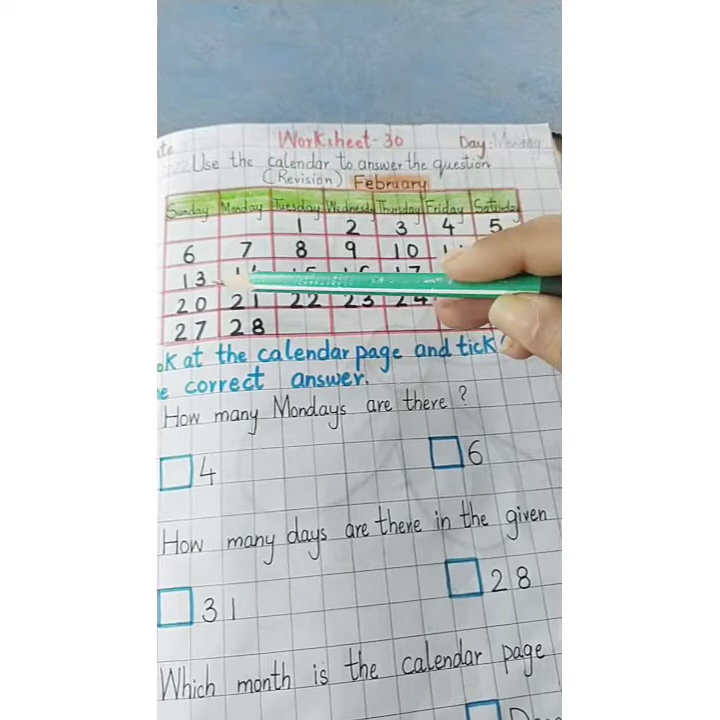 te
Worksheet-30
Day: Monday
Use the calendar to answer the question
(Revision) February
Sunday Monday Tuesday Wednesday Thursday Friday Saturday
1 2 3 4 5
6 7 8 9 10
13
20 21 22 23 24
27 28
ok at the calendar page and tick
e correct answer.
How many Mondays are there ?
4 6
How many days are there in the given
31 28
Which month is the calendar page